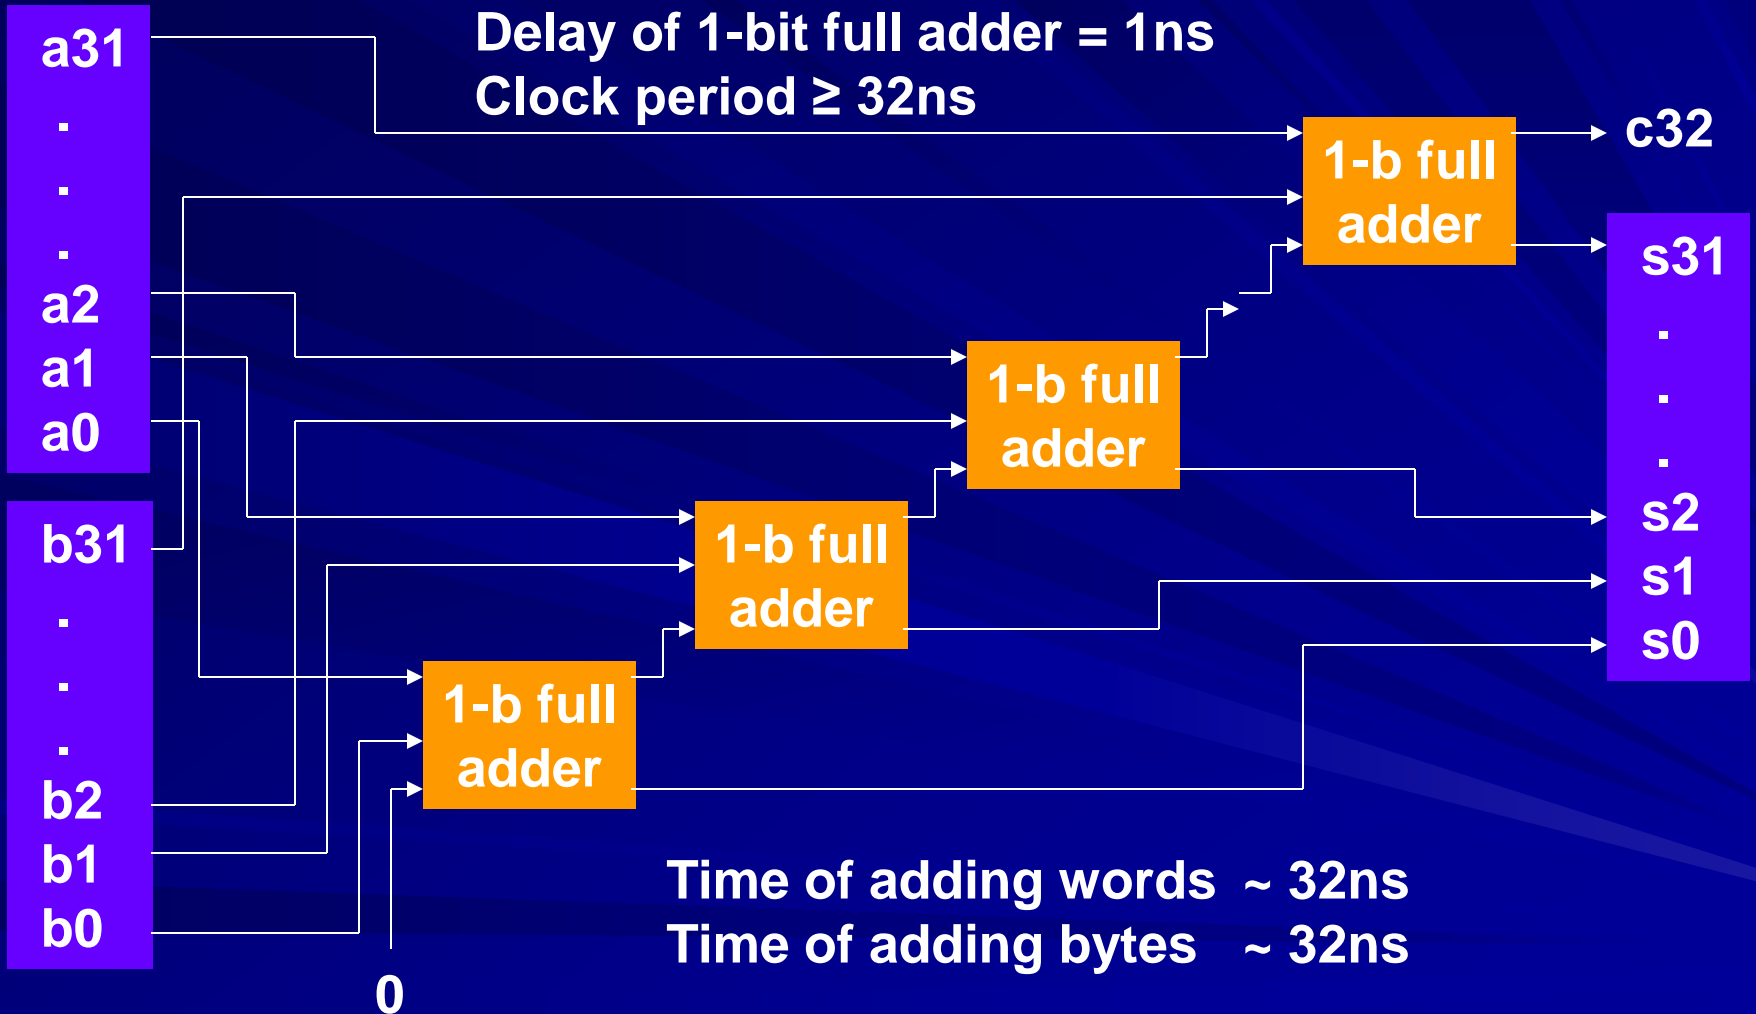 Delay of 1-bit full adder = 1ns
Clock period ≥ 32ns
a31
.
.
.
a2
a1
a0
b31
.
.
.
b2
b1
b0
0
1-b full
adder
1-b full
adder
1-b full
adder
1-b full
adder
c32
s31
.
.
.
s2
s1
s0
Time of adding words ~ 32ns
Time of adding bytes ~ 32ns